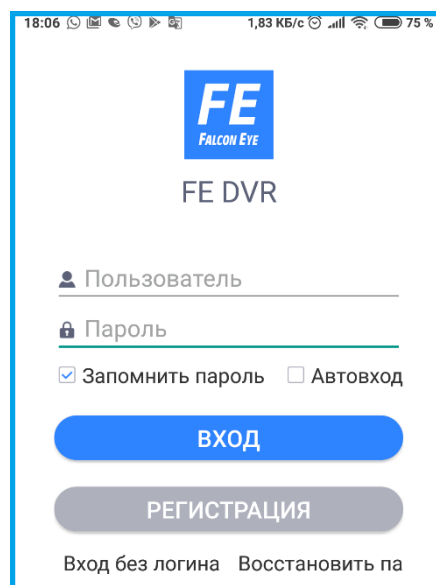 18:06 1,83 КБ/с 75 %
FE
FALCON EYE
FE DVR
Пользователь
Пароль
Запомнить пароль Автовход
ВХОД
РЕГИСТРАЦИЯ
Вход без логина Восстановить па